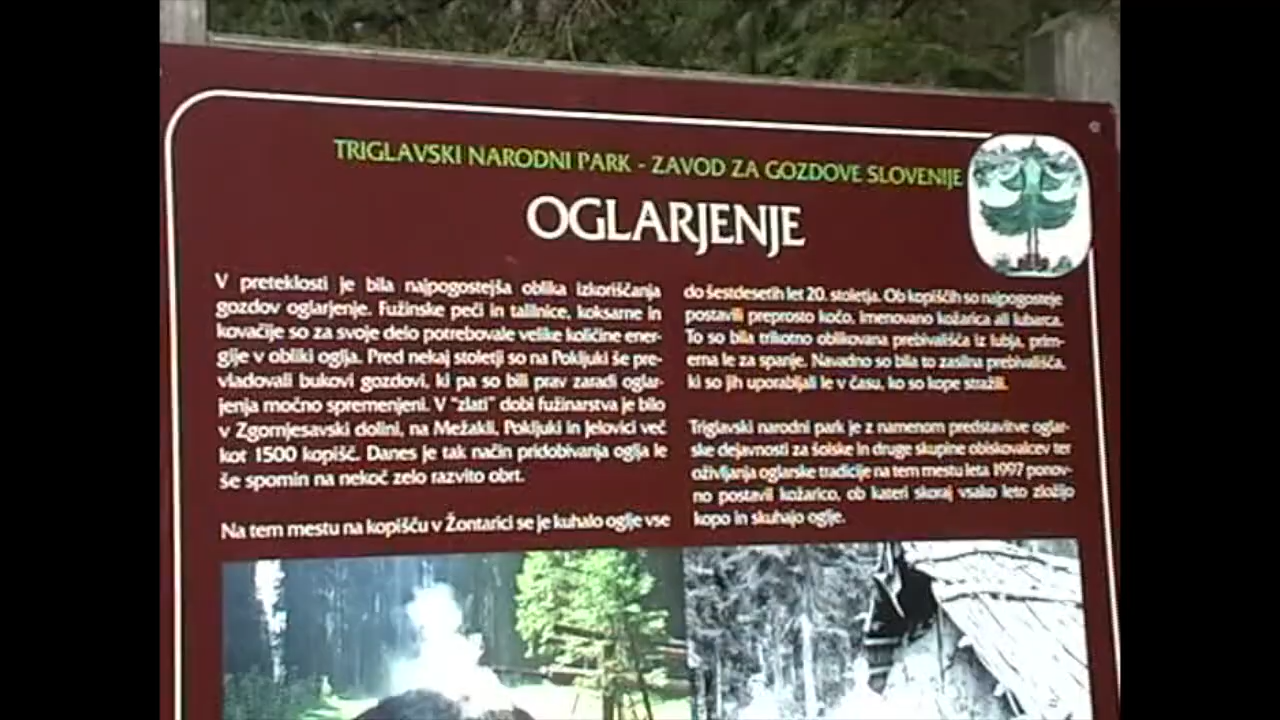 TRIGLAVSKI NARODNI PARK - ZAVOD ZA GOZDOVE SLOVENIJE
OGLARJENJE
V preteklosti je bila najpogostejša oblika izkoriščanja
gozdov oglarjenje. Fužinske peči in talilnice, koksarne in
kovačije so za svoje delo potrebovale velike količine ener-
gije v obliki oglja. Pred nekaj stoletji so na Pokljuki še pre-
vladovali bukovi gozdovi, ki pa so bili prav zaradi oglar-
jenja močno spremenjeni. V "zlati" dobi fužinarstva je bilo
v Zgornjesavski dolini, na Mežakli, Pokljuki in Jelovici več
kot 1500 kopišč. Danes je tak način pridobivanja oglja le
še spomin na nekoč zelo razvito obrt.
Na tem mestu na kopišču v Žontarici se je kuhalo oglje vse
do šestdesetih let 20. stoletja. Ob kopiščih so najpogosteje
postavili preprosto kočo, imenovano kožarica ali lubarca.
To so bila trikotno oblikovana prebivališča iz lubja, prim-
erna le za spanje. Navadno so bila to zasilna prebivališča,
ki so jih uporabljali le v času, ko so kope stražili.
Triglavski narodni park je z namenom predstavitve oglar-
ske dejavnosti za šolske in druge skupine obiskovalcev ter
oživljanja oglarske tradicije na tem mestu leta 1997 ponov-
no postavil kožarico, ob kateri skoraj vsako leto zložijo
kopo in skuhajo oglje.